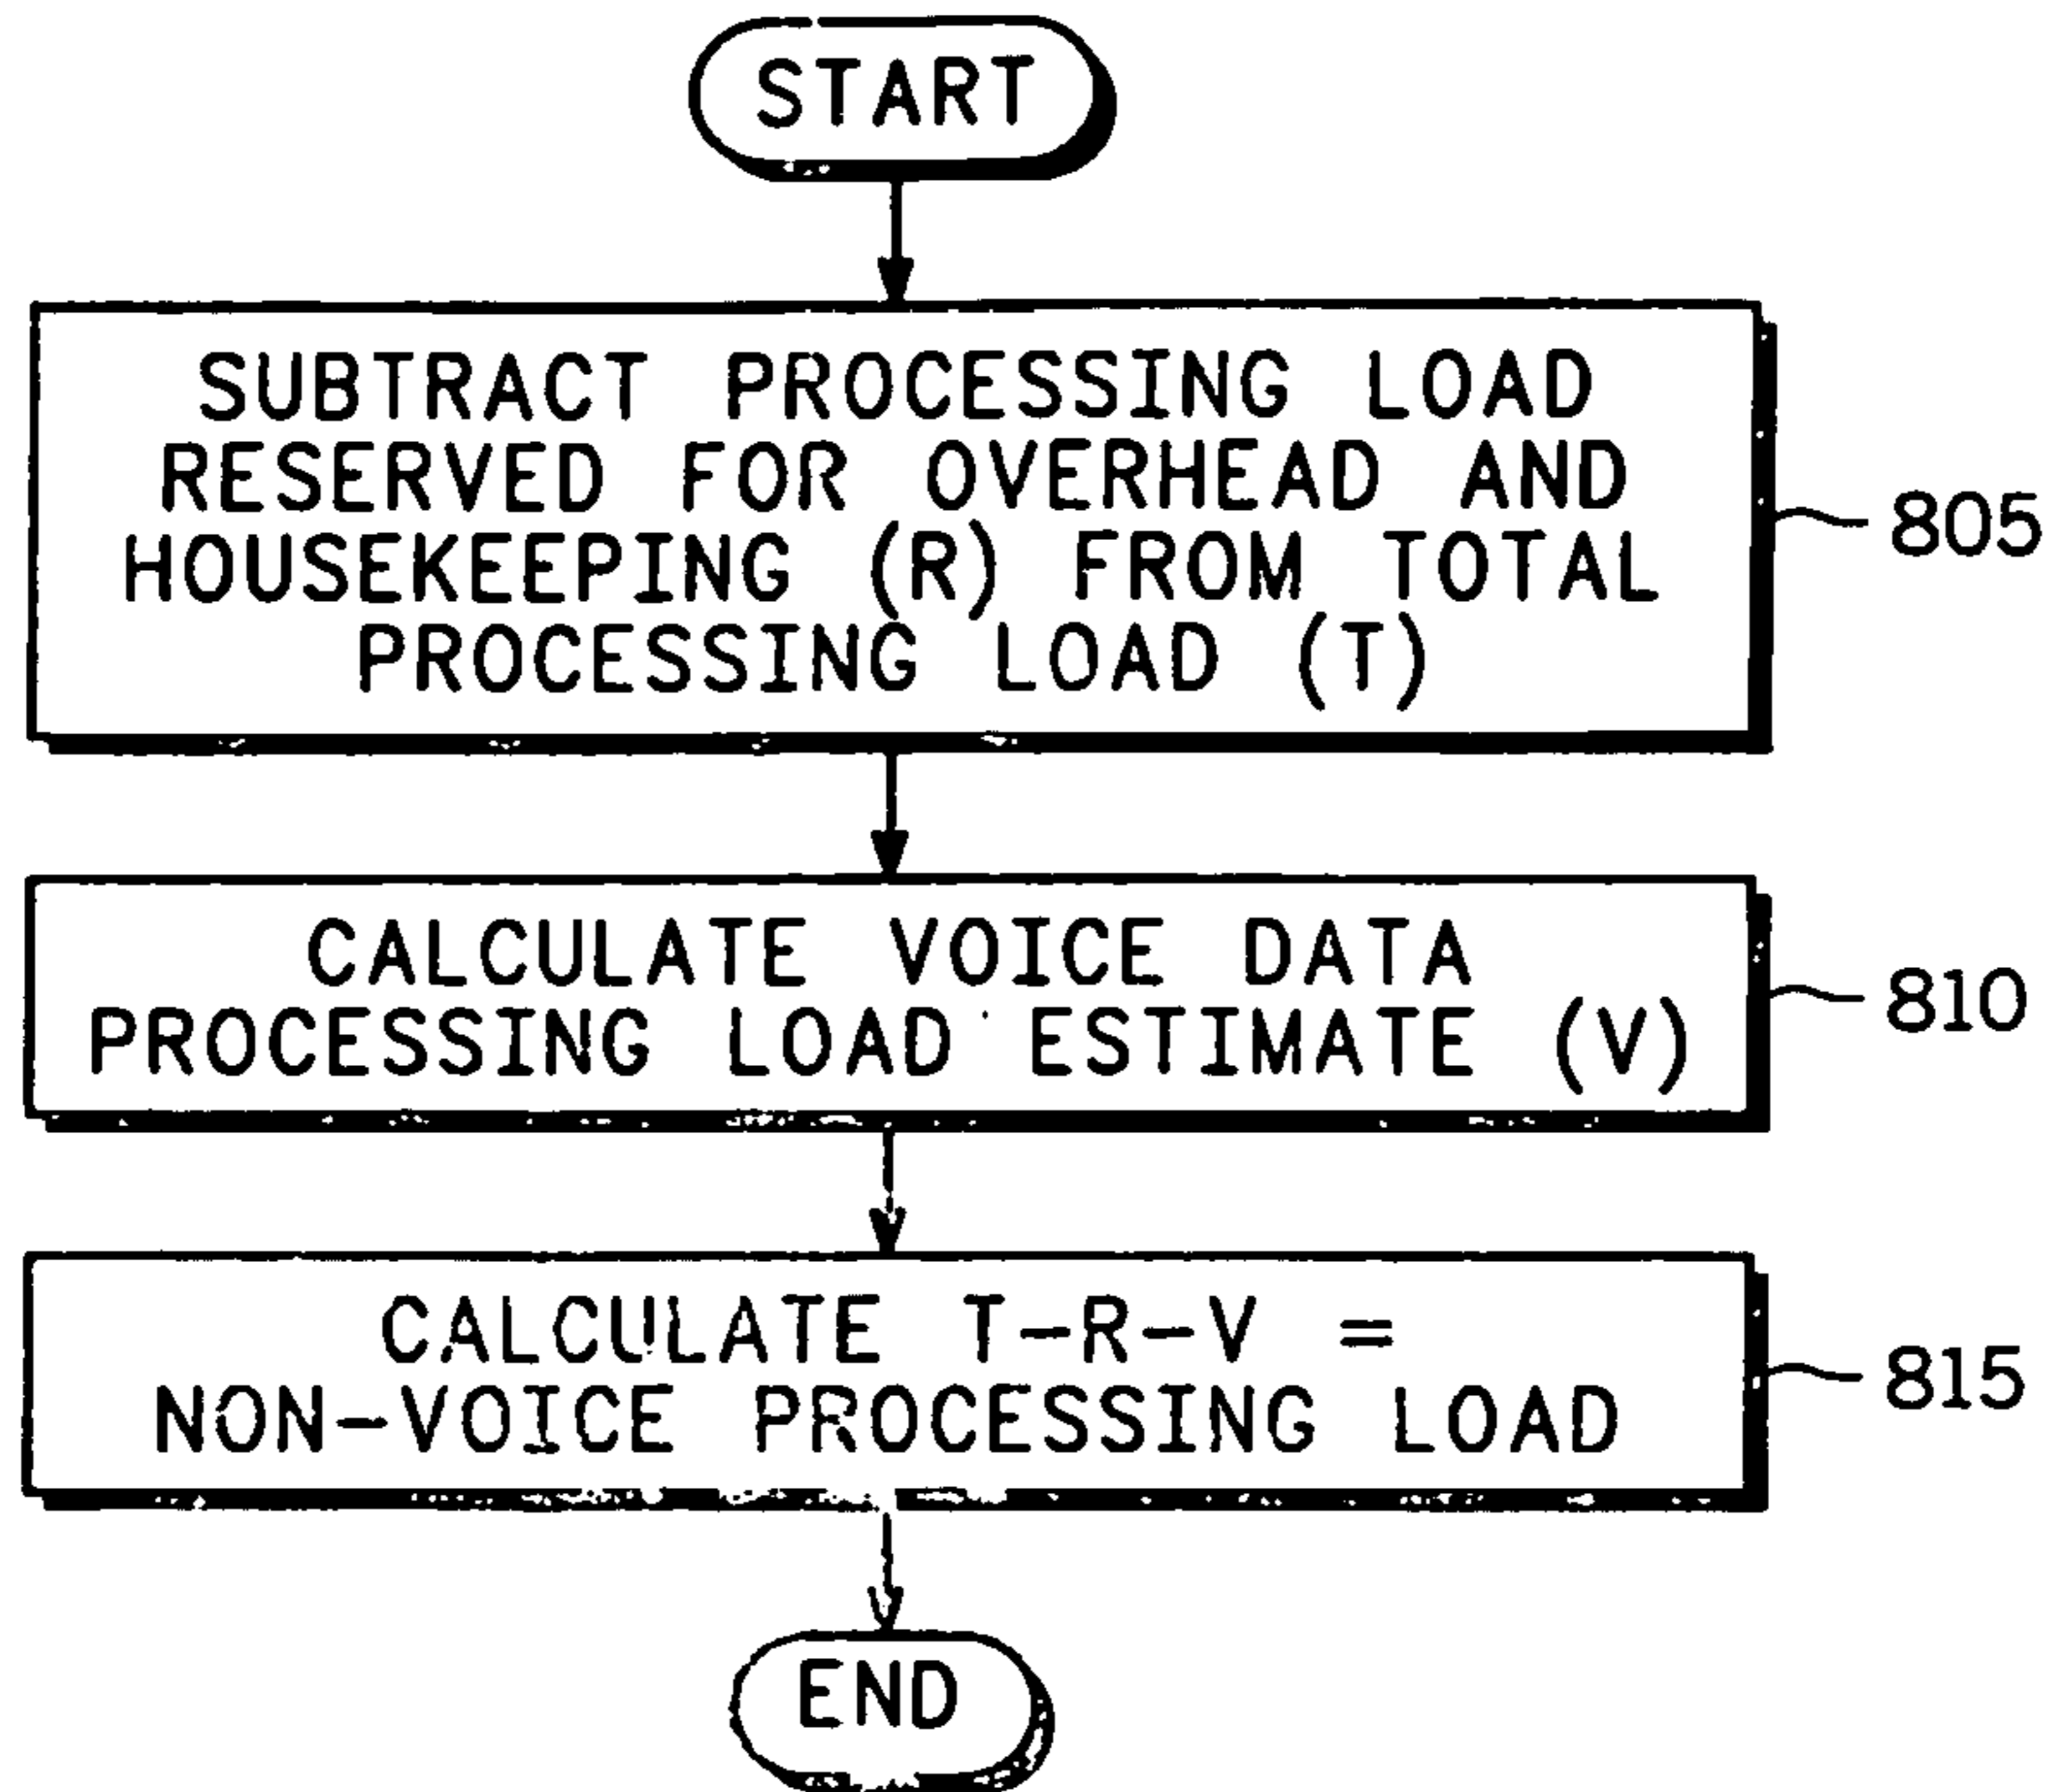 START
SUBTRACT PROCESSING LOAD
RESERVED FOR OVERHEAD AND
HOUSEKEEPING (R) FROM TOTAL
PROCESSING LOAD (T)
805
CALCULATE VOICE DATA
PROCESSING LOAD ESTIMATE (V)
810
CALCULATE T-R-V =
NON-VOICE PROCESSING LOAD
815
END